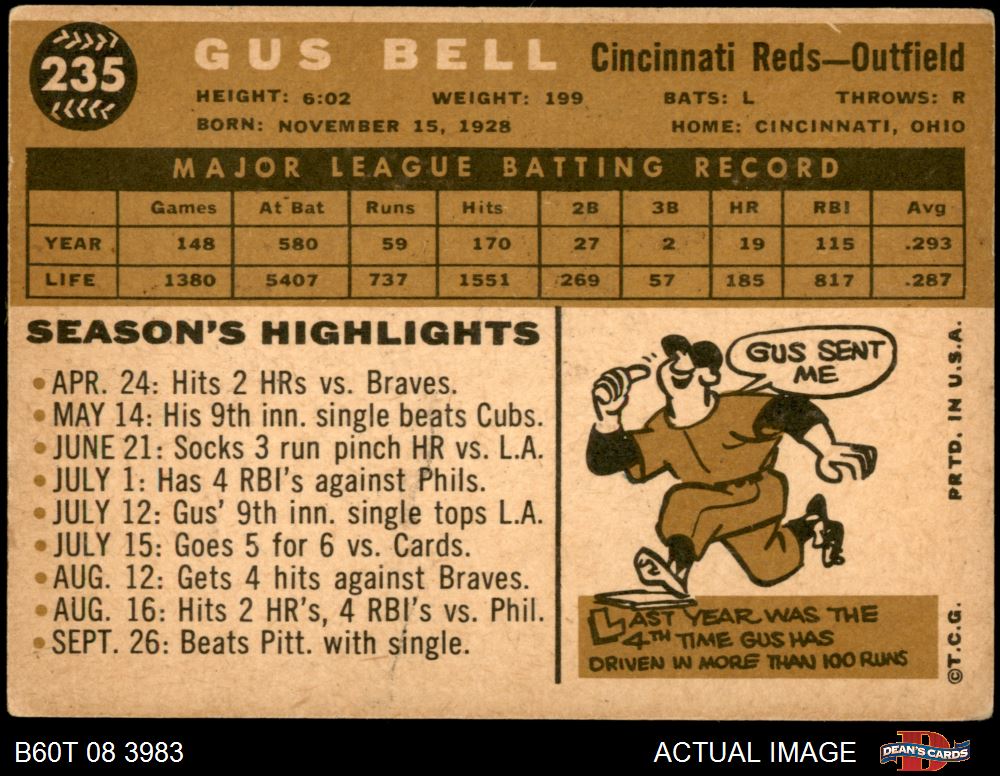 235
GUS BELL Cincinnati Reds—Outfield
HEIGHT: 6:02 WEIGHT: 199 BATS: L THROWS: R
BORN: NOVEMBER 15, 1928 HOME: CINCINNATI, OHIO
MAJOR LEAGUE BATTING RECORD
Games At Bat Runs Hits 2B 3B HR RBI Avg
YEAR 148 580 59 170 27 2 19 115 .293
LIFE 1380 5407 737 1551 269 57 185 817 .287
SEASON'S HIGHLIGHTS
• APR. 24: Hits 2 HRs vs. Braves.
• MAY 14: His 9th inn. single beats Cubs.
• JUNE 21: Socks 3 run pinch HR vs. L.A.
• JULY 1: Has 4 RBI's against Phils.
• JULY 12: Gus' 9th inn. single tops L.A.
• JULY 15: Goes 5 for 6 vs. Cards.
• AUG. 12: Gets 4 hits against Braves.
• AUG. 16: Hits 2 HR's, 4 RBI's vs. Phil.
• SEPT. 26: Beats Pitt. with single.
GUS SENT
ME
LAST YEAR WAS THE
4TH TIME GUS HAS
DRIVEN IN MORE THAN 100 RUNS
PRTD. IN U.S.A.
©T.C.G.
B60T 08 3983
ACTUAL IMAGE
D
DEAN'S CARDS